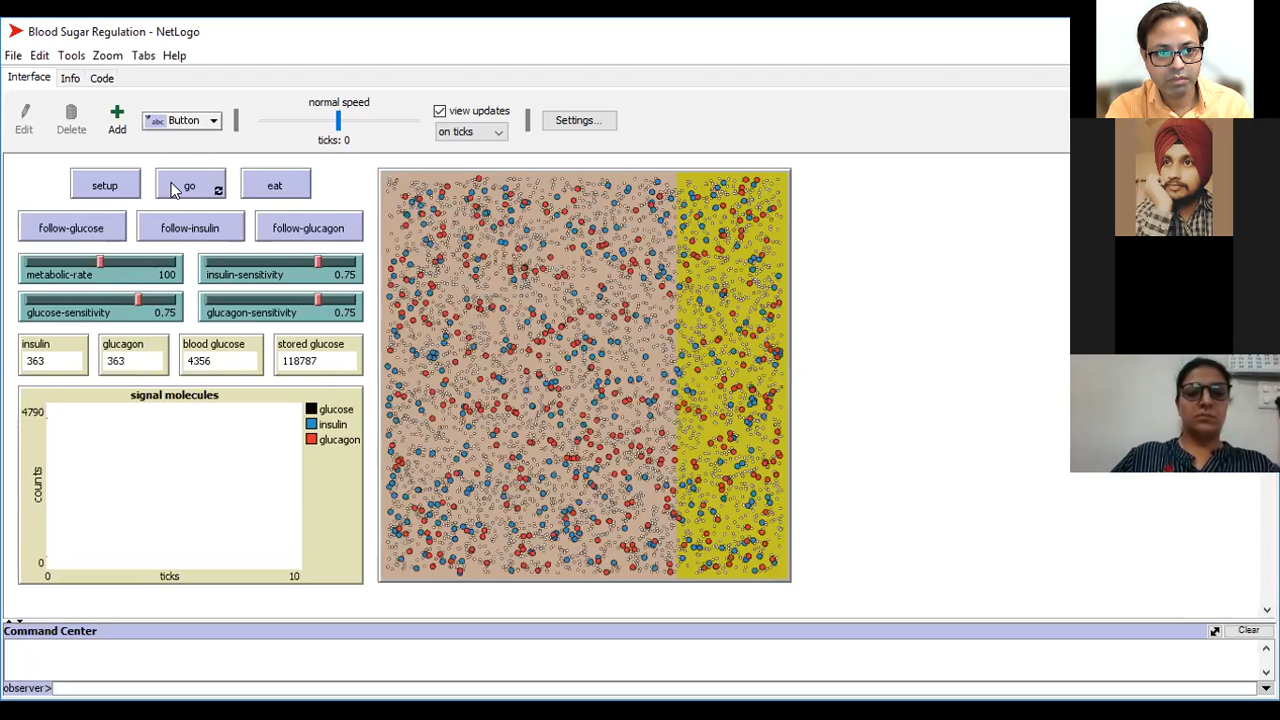 Blood Sugar Regulation - NetLogo
File Edit Tools Zoom Tabs Help
Interface Info Code
Edit
Delete
Add
abc Button
normal speed
ticks: 0
view updates
on ticks
Settings...
setup
go
eat
follow-glucose
follow-insulin
follow-glucagon
metabolic-rate 100
insulin-sensitivity 0.75
glucose-sensitivity 0.75
glucagon-sensitivity 0.75
insulin
363
glucagon
363
blood glucose
4356
stored glucose
118787
signal molecules
4790
counts
0
0
ticks
10
glucose
insulin
glucagon
Command Center
Clear
observer>